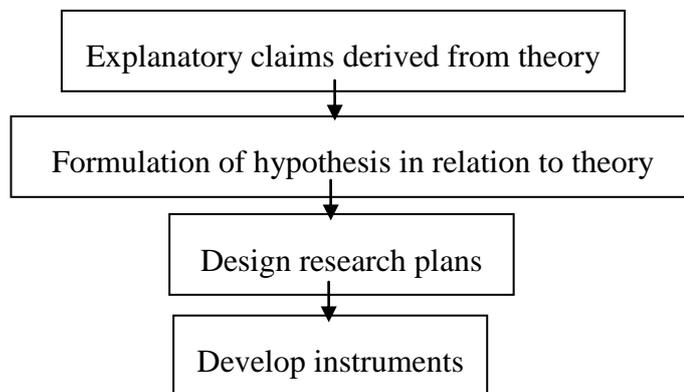 Explanatory claims derived from theory
Formulation of hypothesis in relation to theory
Design research plans
Develop instruments